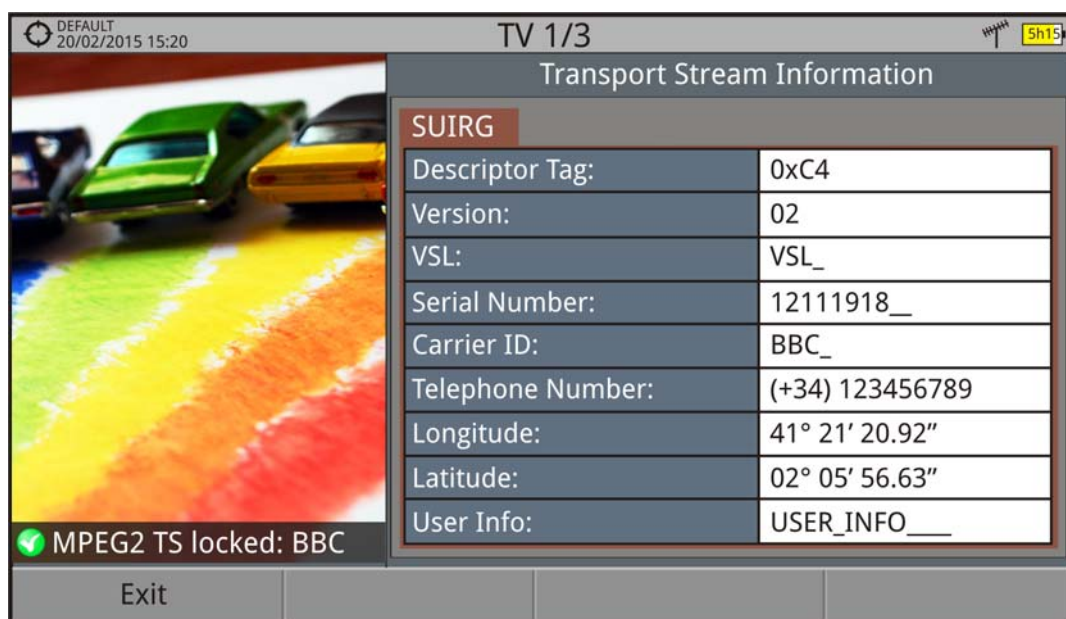 DEFAULT
20/02/2015 15:20
TV 1/3
5h15
Transport Stream Information
SUIRG
Descriptor Tag: 0xC4
Version: 02
VSL: VSL_
Serial Number: 12111918__
Carrier ID: BBC_
Telephone Number: (+34) 123456789
Longitude: 41° 21’ 20.92”
Latitude: 02° 05’ 56.63”
User Info: USER_INFO____
MPEG2 TS locked: BBC
Exit